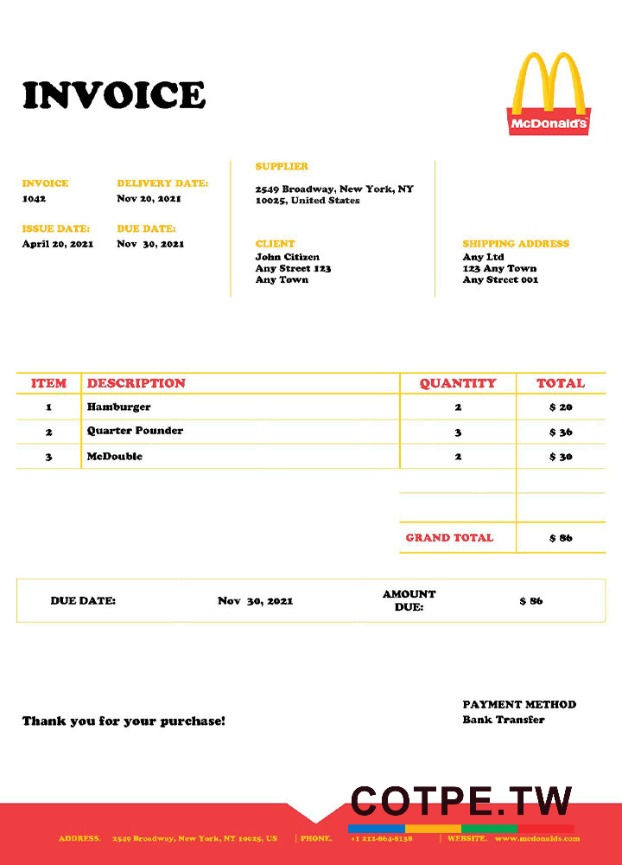 INVOICE
McDonald's
INVOICE
1042
DELIVERY DATE:
Nov 20, 2021
ISSUE DATE:
April 20, 2021
DUE DATE:
Nov 30, 2021
SUPPLIER
2549 Broadway, New York, NY
10025, United States
CLIENT
John Citizen
Any Street 123
Any Town
SHIPPING ADDRESS
Any Ltd
123 Any Town
Any Street 001
ITEM DESCRIPTION QUANTITY TOTAL
1 Hamburger 2 $ 20
2 Quarter Pounder 3 $ 36
3 McDouble 2 $ 30
GRAND TOTAL $ 86
DUE DATE: Nov 30, 2021 AMOUNT DUE: $ 86
Thank you for your purchase!
PAYMENT METHOD
Bank Transfer
COTPE.TW
ADDRESS. 2549 Broadway, New York, NY 10025, US PHONE. WEBSITE. www.mcdonalds.com